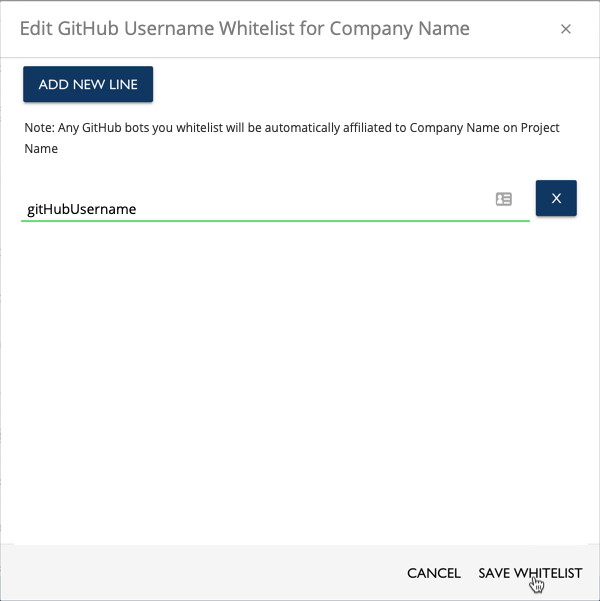 Edit GitHub Username Whitelist for Company Name
×
ADD NEW LINE
Note: Any GitHub bots you whitelist will be automatically affiliated to Company Name on Project
Name
gitHubUsername
X
CANCEL SAVE WHITELIST